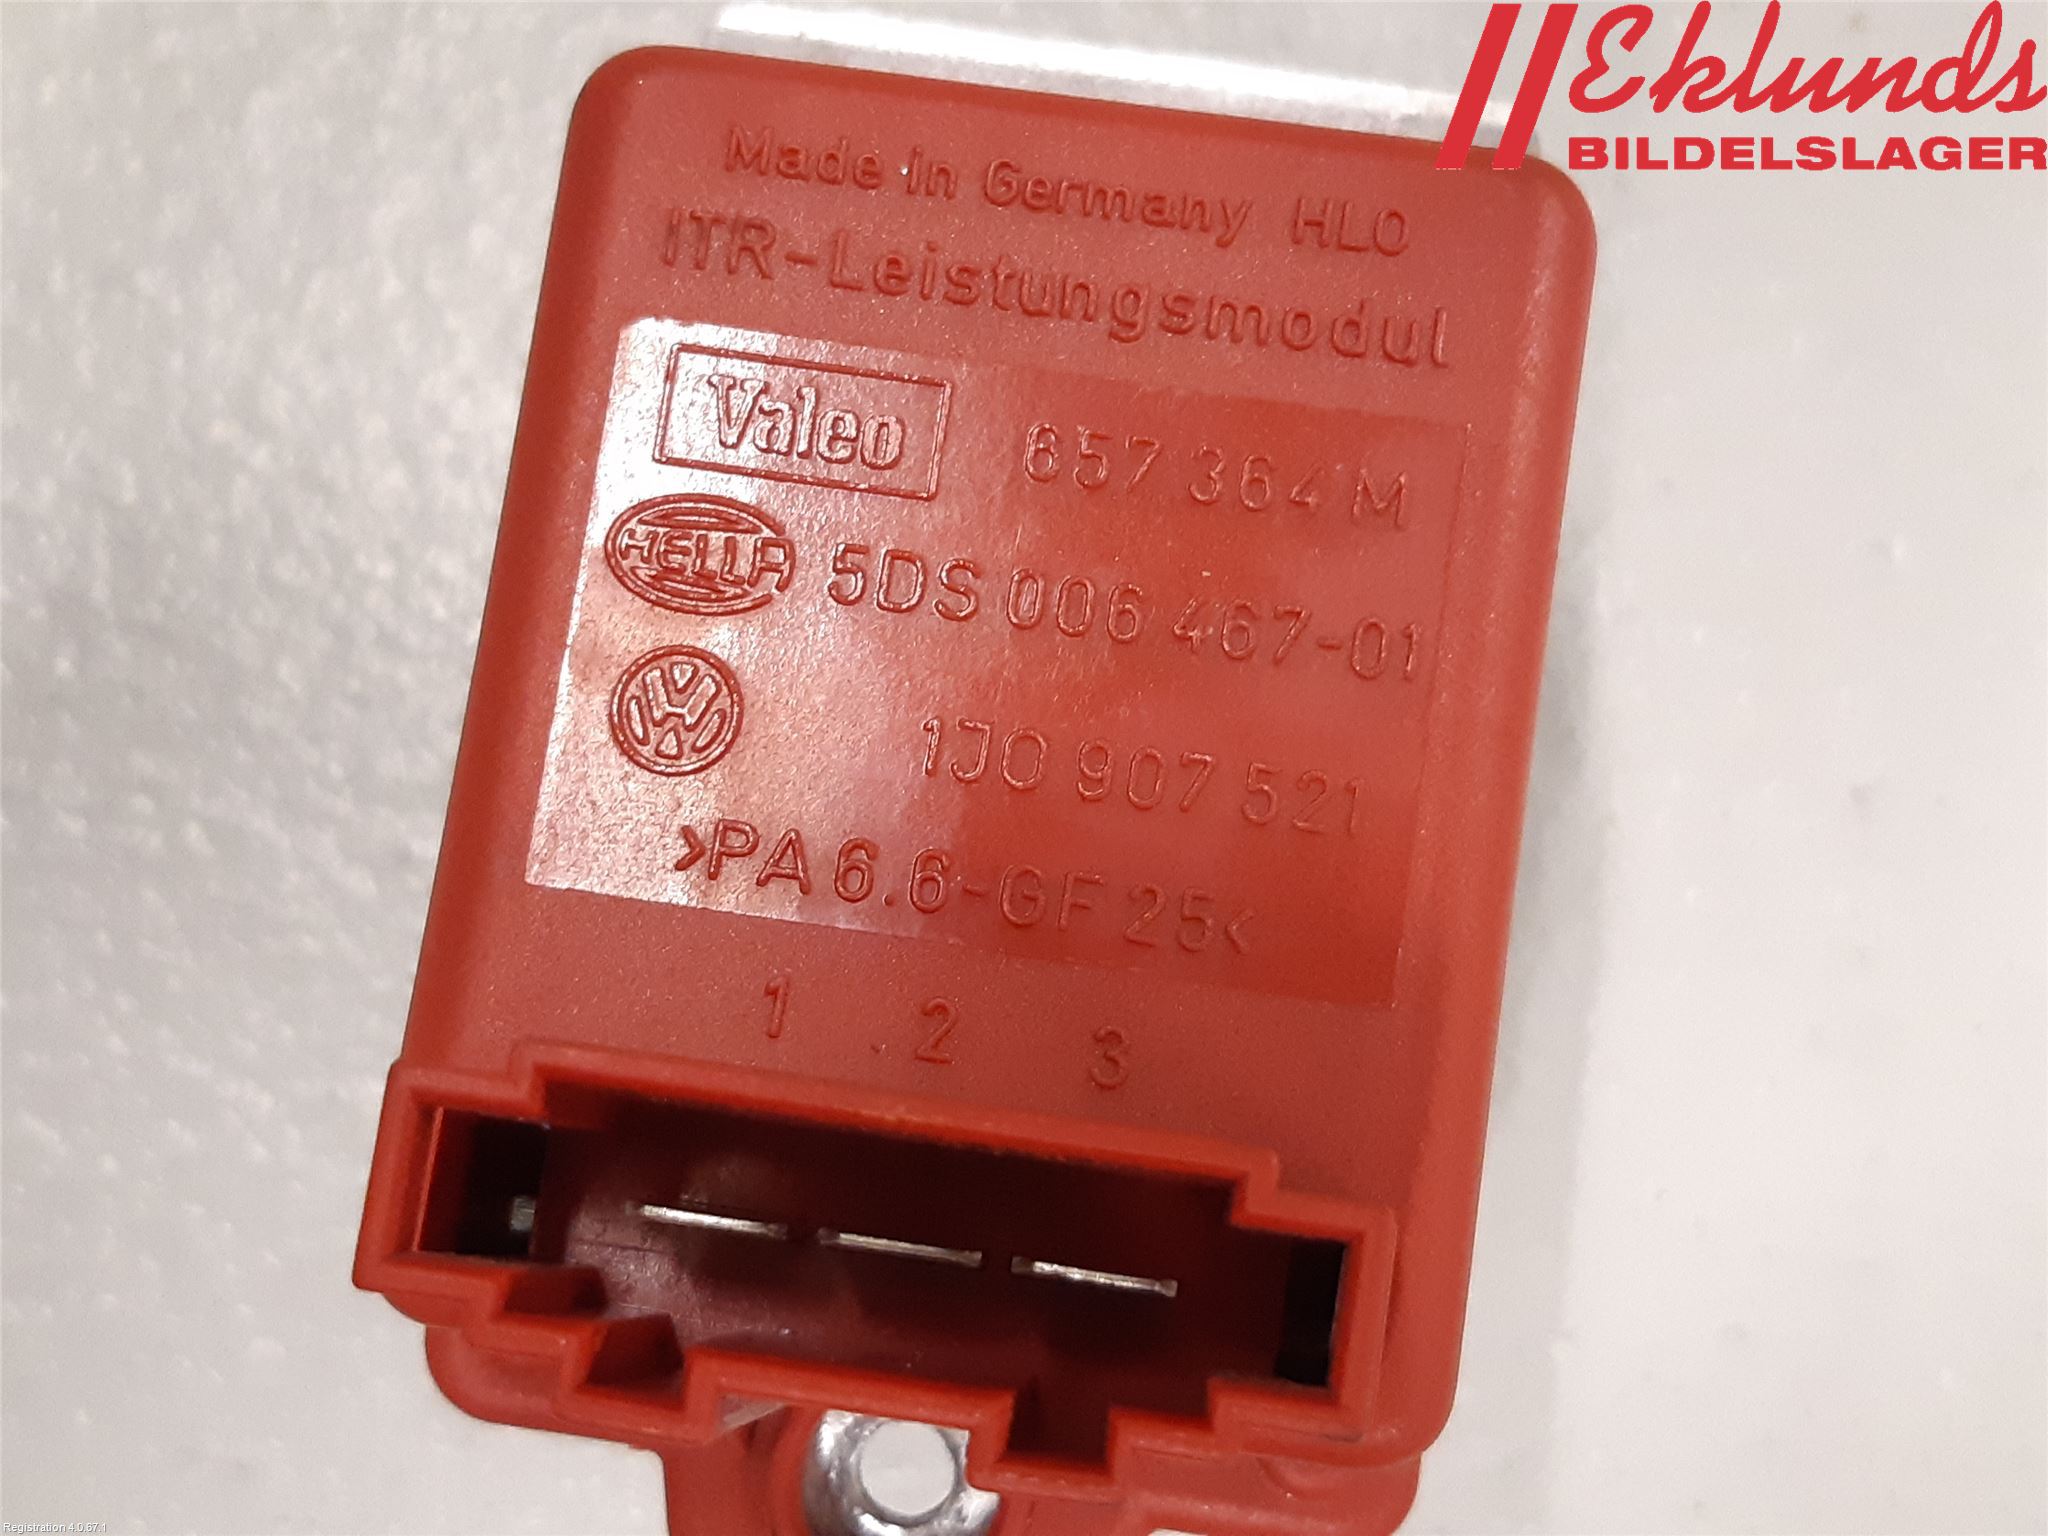 Eklunds
BILDELSLAGER
Made in Germany HLO
ITR-Leistungsmodul
Valeo 657 364 M
HELLA 5DS 006 467-01
1J0 907 521
>PA 6.6-GF 25<
1 2 3
Registration 4.0.67.1